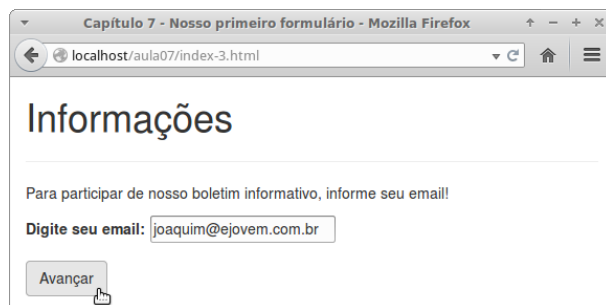 Capítulo 7 - Nosso primeiro formulário - Mozilla Firefox
localhost/aula07/index-3.html
Informações
Para participar de nosso boletim informativo, informe seu email!
Digite seu email: joaquim@ejovem.com.br
Avançar